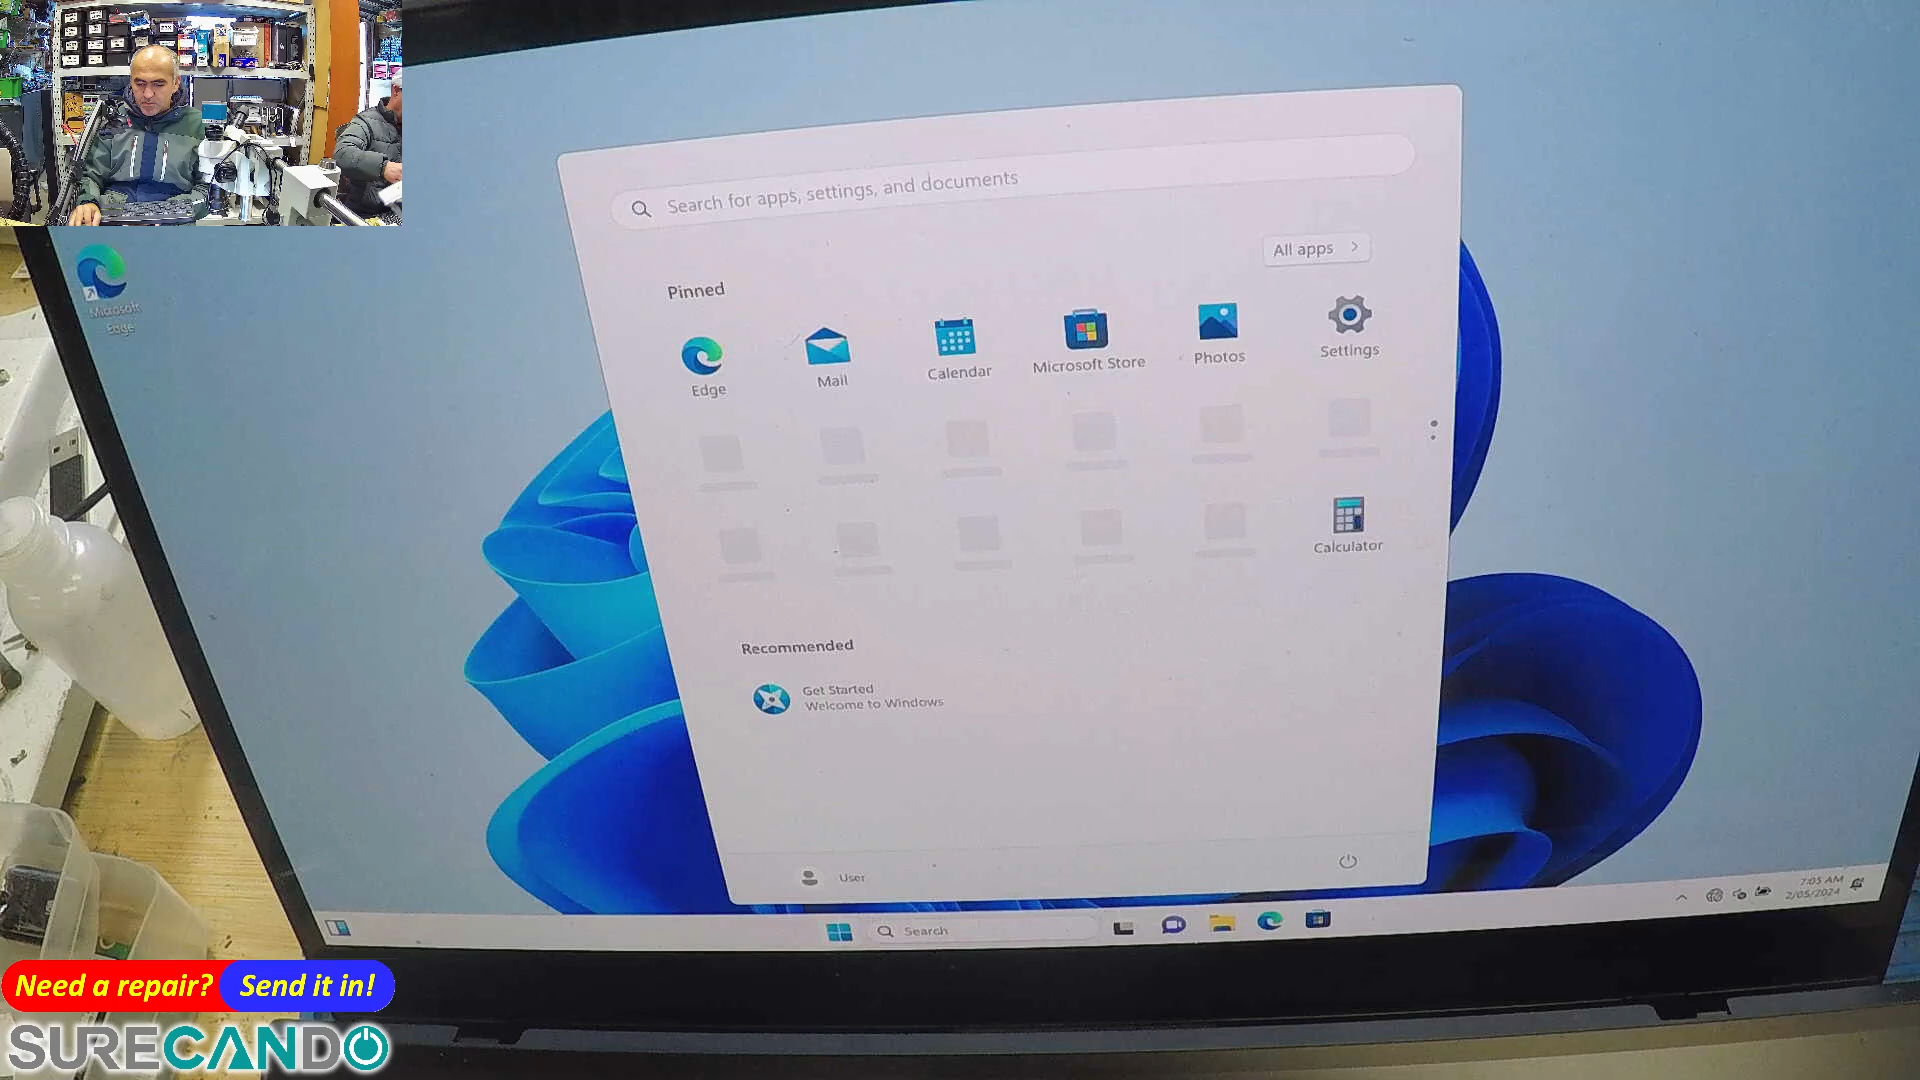 Search for apps, settings, and documents
All apps
Pinned
Microsoft
Edge
Edge
Mail
Calendar
Microsoft Store
Photos
Settings
Calculator
Recommended
Get Started
Welcome to Windows
User
Search
7:05 AM
2/05/2024
Need a repair? Send it in!
SURECANDO